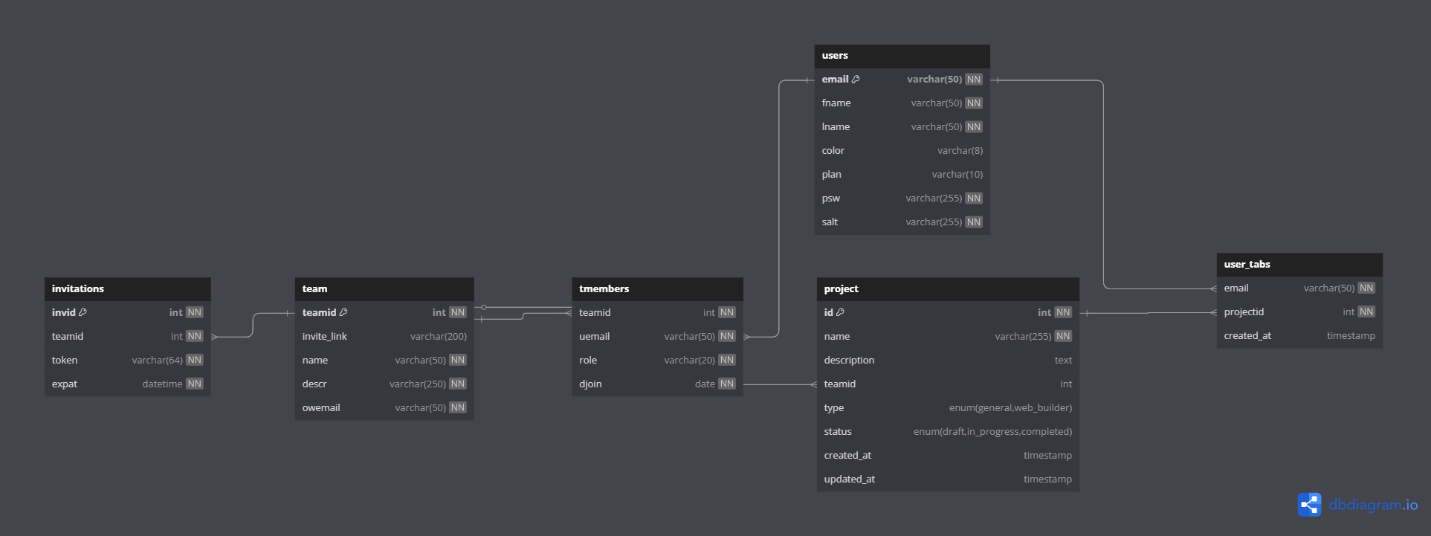 users
email varchar(50) NN
fname varchar(50) NN
lname varchar(50) NN
color varchar(8)
plan varchar(10)
psw varchar(255) NN
salt varchar(255) NN
invitations
invid int NN
teamid int NN
token varchar(64) NN
expat datetime NN
team
teamid int NN
invite_link varchar(200)
name varchar(50) NN
descr varchar(250) NN
owemail varchar(50) NN
tmembers
teamid int NN
uemail varchar(50) NN
role varchar(20) NN
djoin date NN
project
id int NN
name varchar(255) NN
description text
teamid int
type enum(general,web_builder)
status enum(draft,in_progress,completed)
created_at timestamp
updated_at timestamp
user_tabs
email varchar(50) NN
projectid int NN
created_at timestamp
dbdiagram.io